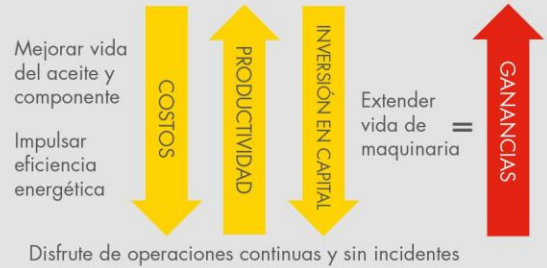 Mejorar vida
del aceite y
componente
Impulsar
eficiencia
energética
COSTOS
PRODUCTIVIDAD
INVERSIÓN EN CAPITAL
Extender
vida de
maquinaria
=
GANANCIAS
Disfrute de operaciones continuas y sin incidentes